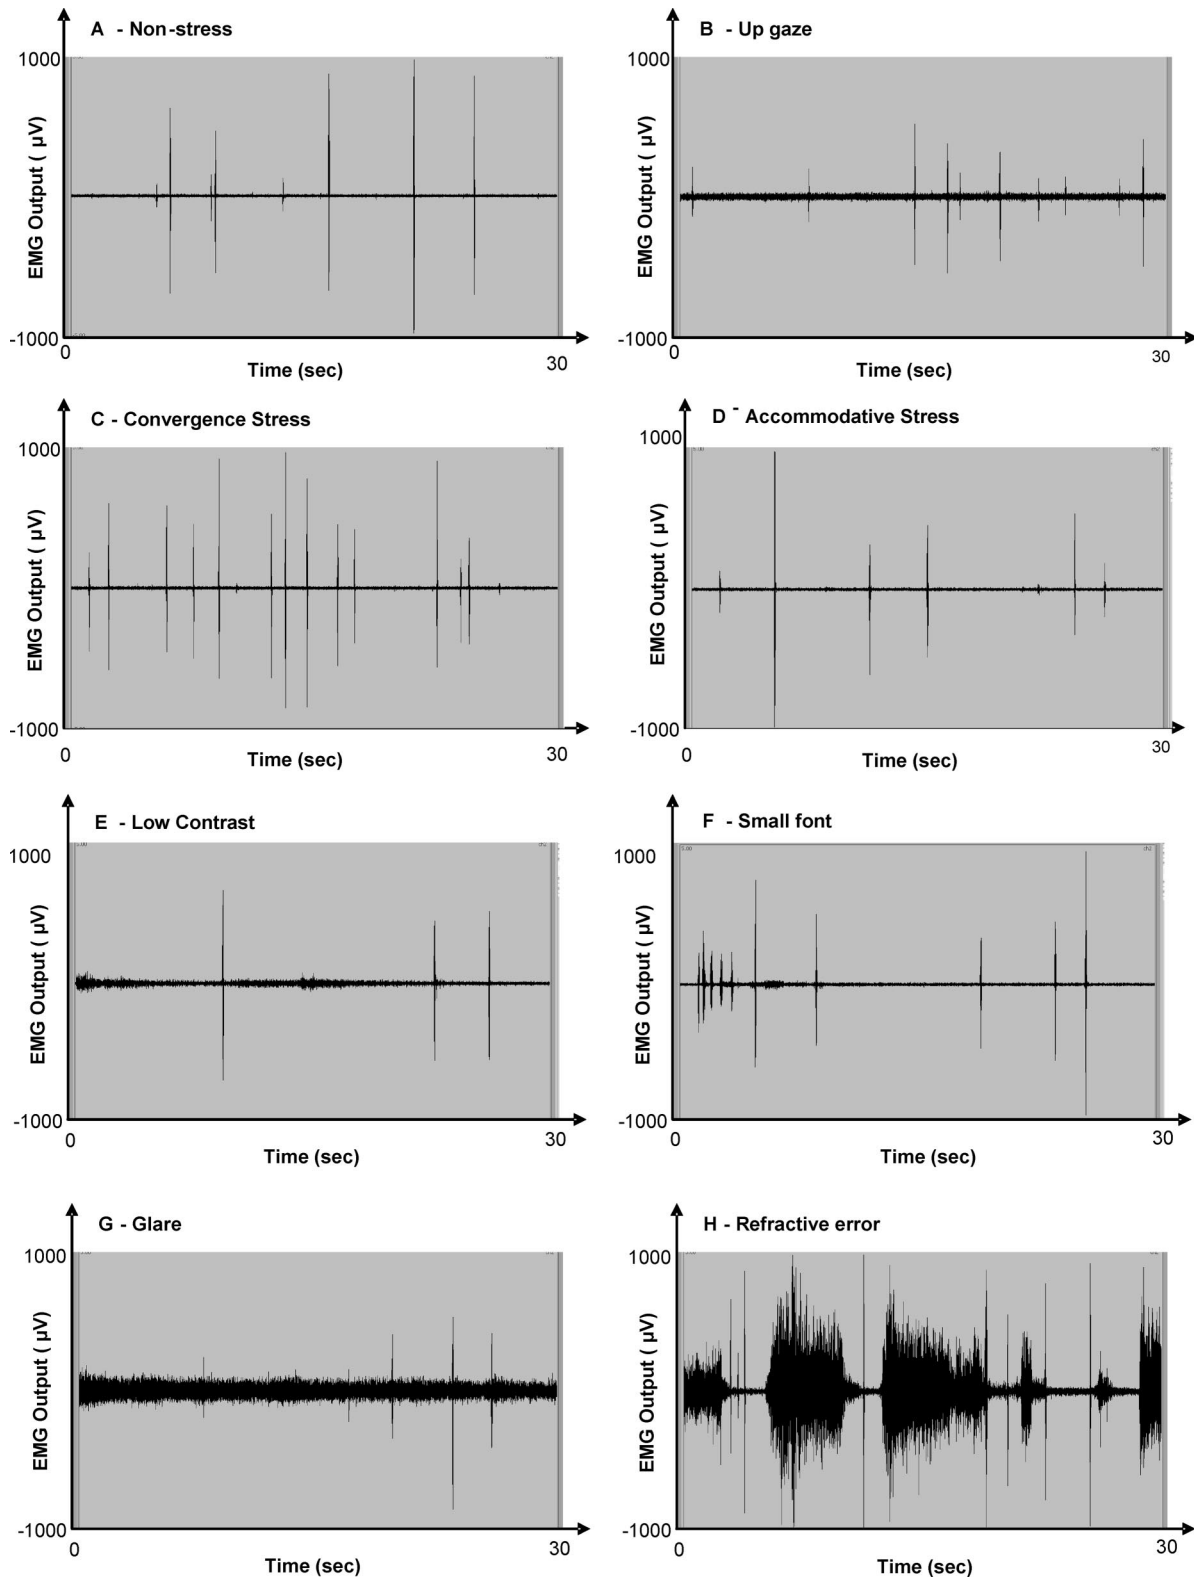 A - Non-stress
1000
EMG Output ( µV)
-1000
0
30
Time (sec)
B - Up gaze
1000
EMG Output ( µV)
-1000
0
30
Time (sec)
C - Convergence Stress
1000
EMG Output ( µV)
-1000
0
30
Time (sec)
D - Accommodative Stress
1000
EMG Output ( µV)
-1000
0
30
Time (sec)
E - Low Contrast
1000
EMG Output ( µV)
-1000
0
30
Time (sec)
F - Small font
1000
5.00
ch2
EMG Output ( µV)
-1000
0
30
Time (sec)
G - Glare
1000
EMG Output ( µV)
-1000
0
30
Time (sec)
H - Refractive error
1000
EMG Output ( µV)
-1000
0
30
Time (sec)